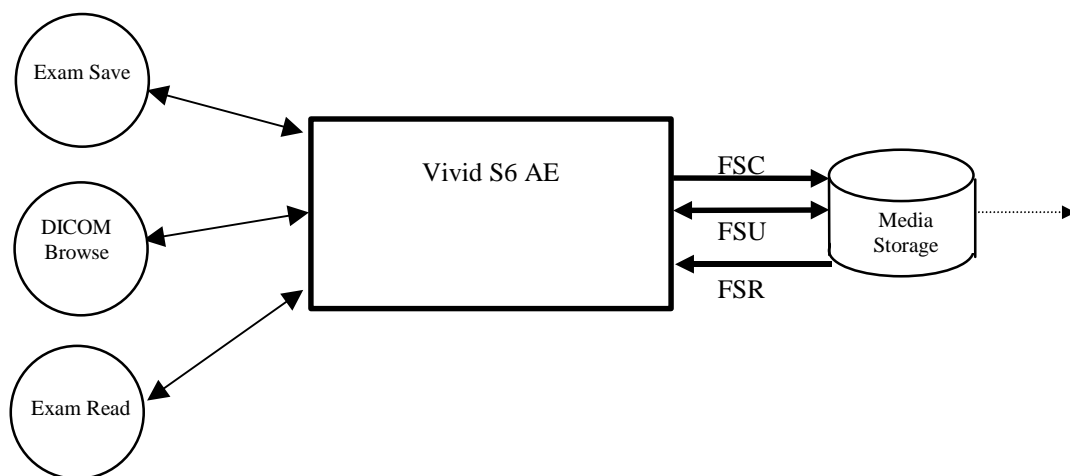 Exam Save
DICOM
Browse
Exam Read
Vivid S6 AE
FSC
FSU
FSR
Media
Storage